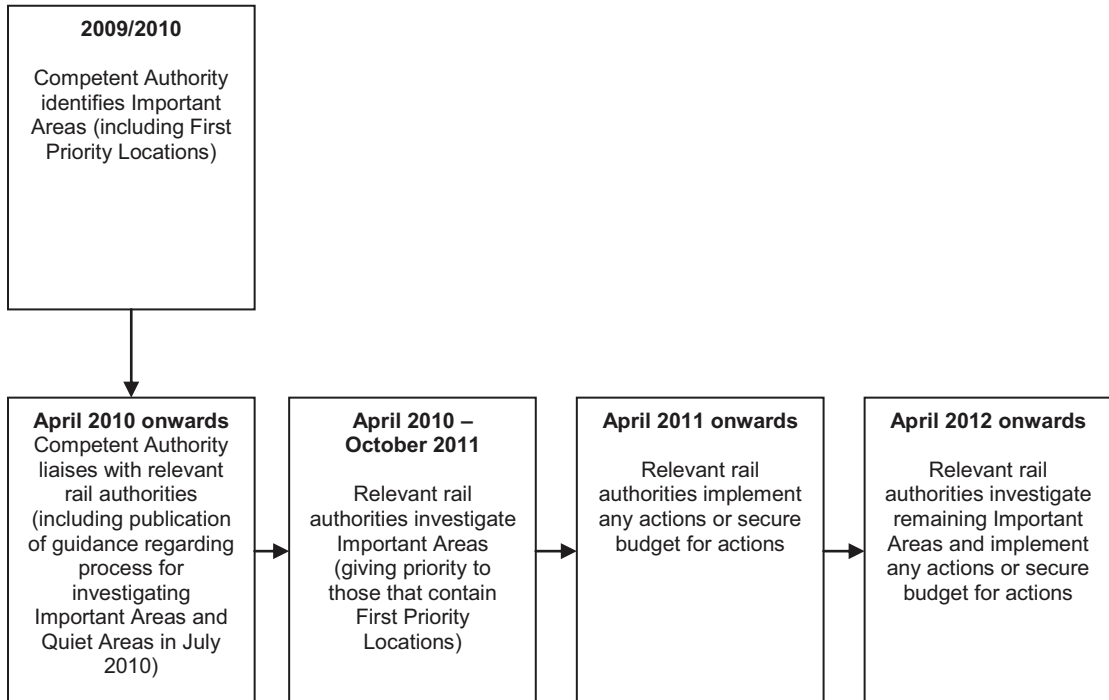 2009/2010
Competent Authority
identifies Important
Areas (including First
Priority Locations)
April 2010 onwards
Competent Authority
liaises with relevant
rail authorities
(including publication
of guidance regarding
process for
investigating
Important Areas and
Quiet Areas in July
2010)
April 2010 –
October 2011
Relevant rail
authorities investigate
Important Areas
(giving priority to
those that contain
First Priority
Locations)
April 2011 onwards
Relevant rail
authorities implement
any actions or secure
budget for actions
April 2012 onwards
Relevant rail
authorities investigate
remaining Important
Areas and implement
any actions or secure
budget for actions